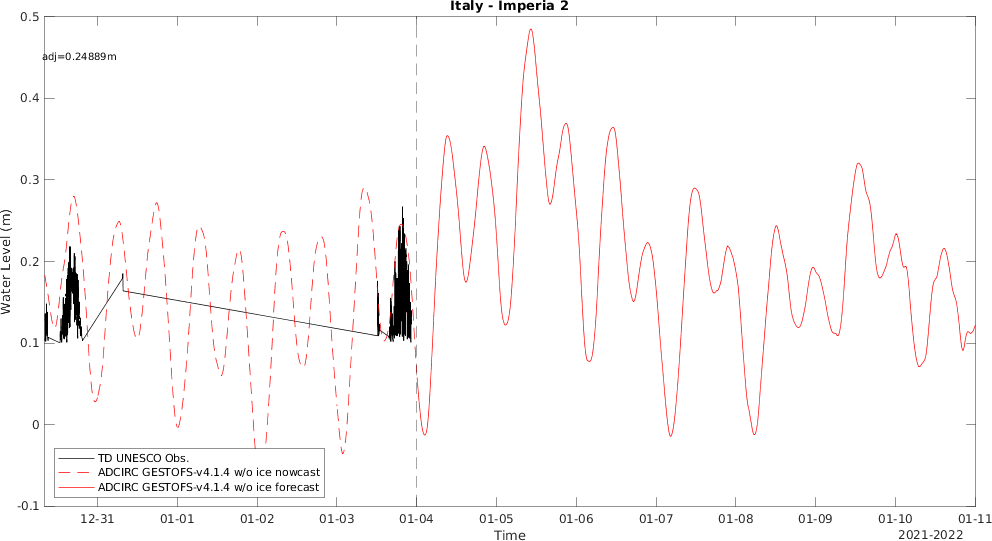 Italy - Imperia 2
0.5
adj=0.24889m
0.4
0.3
0.2
0.1
0
-0.1
Water Level (m)
TD UNESCO Obs.
ADCIRC GESTOFS-v4.1.4 w/o ice nowcast
ADCIRC GESTOFS-v4.1.4 w/o ice forecast
12-31 01-01 01-02 01-03 01-04 01-05 01-06 01-07 01-08 01-09 01-10 01-11
Time
2021-2022